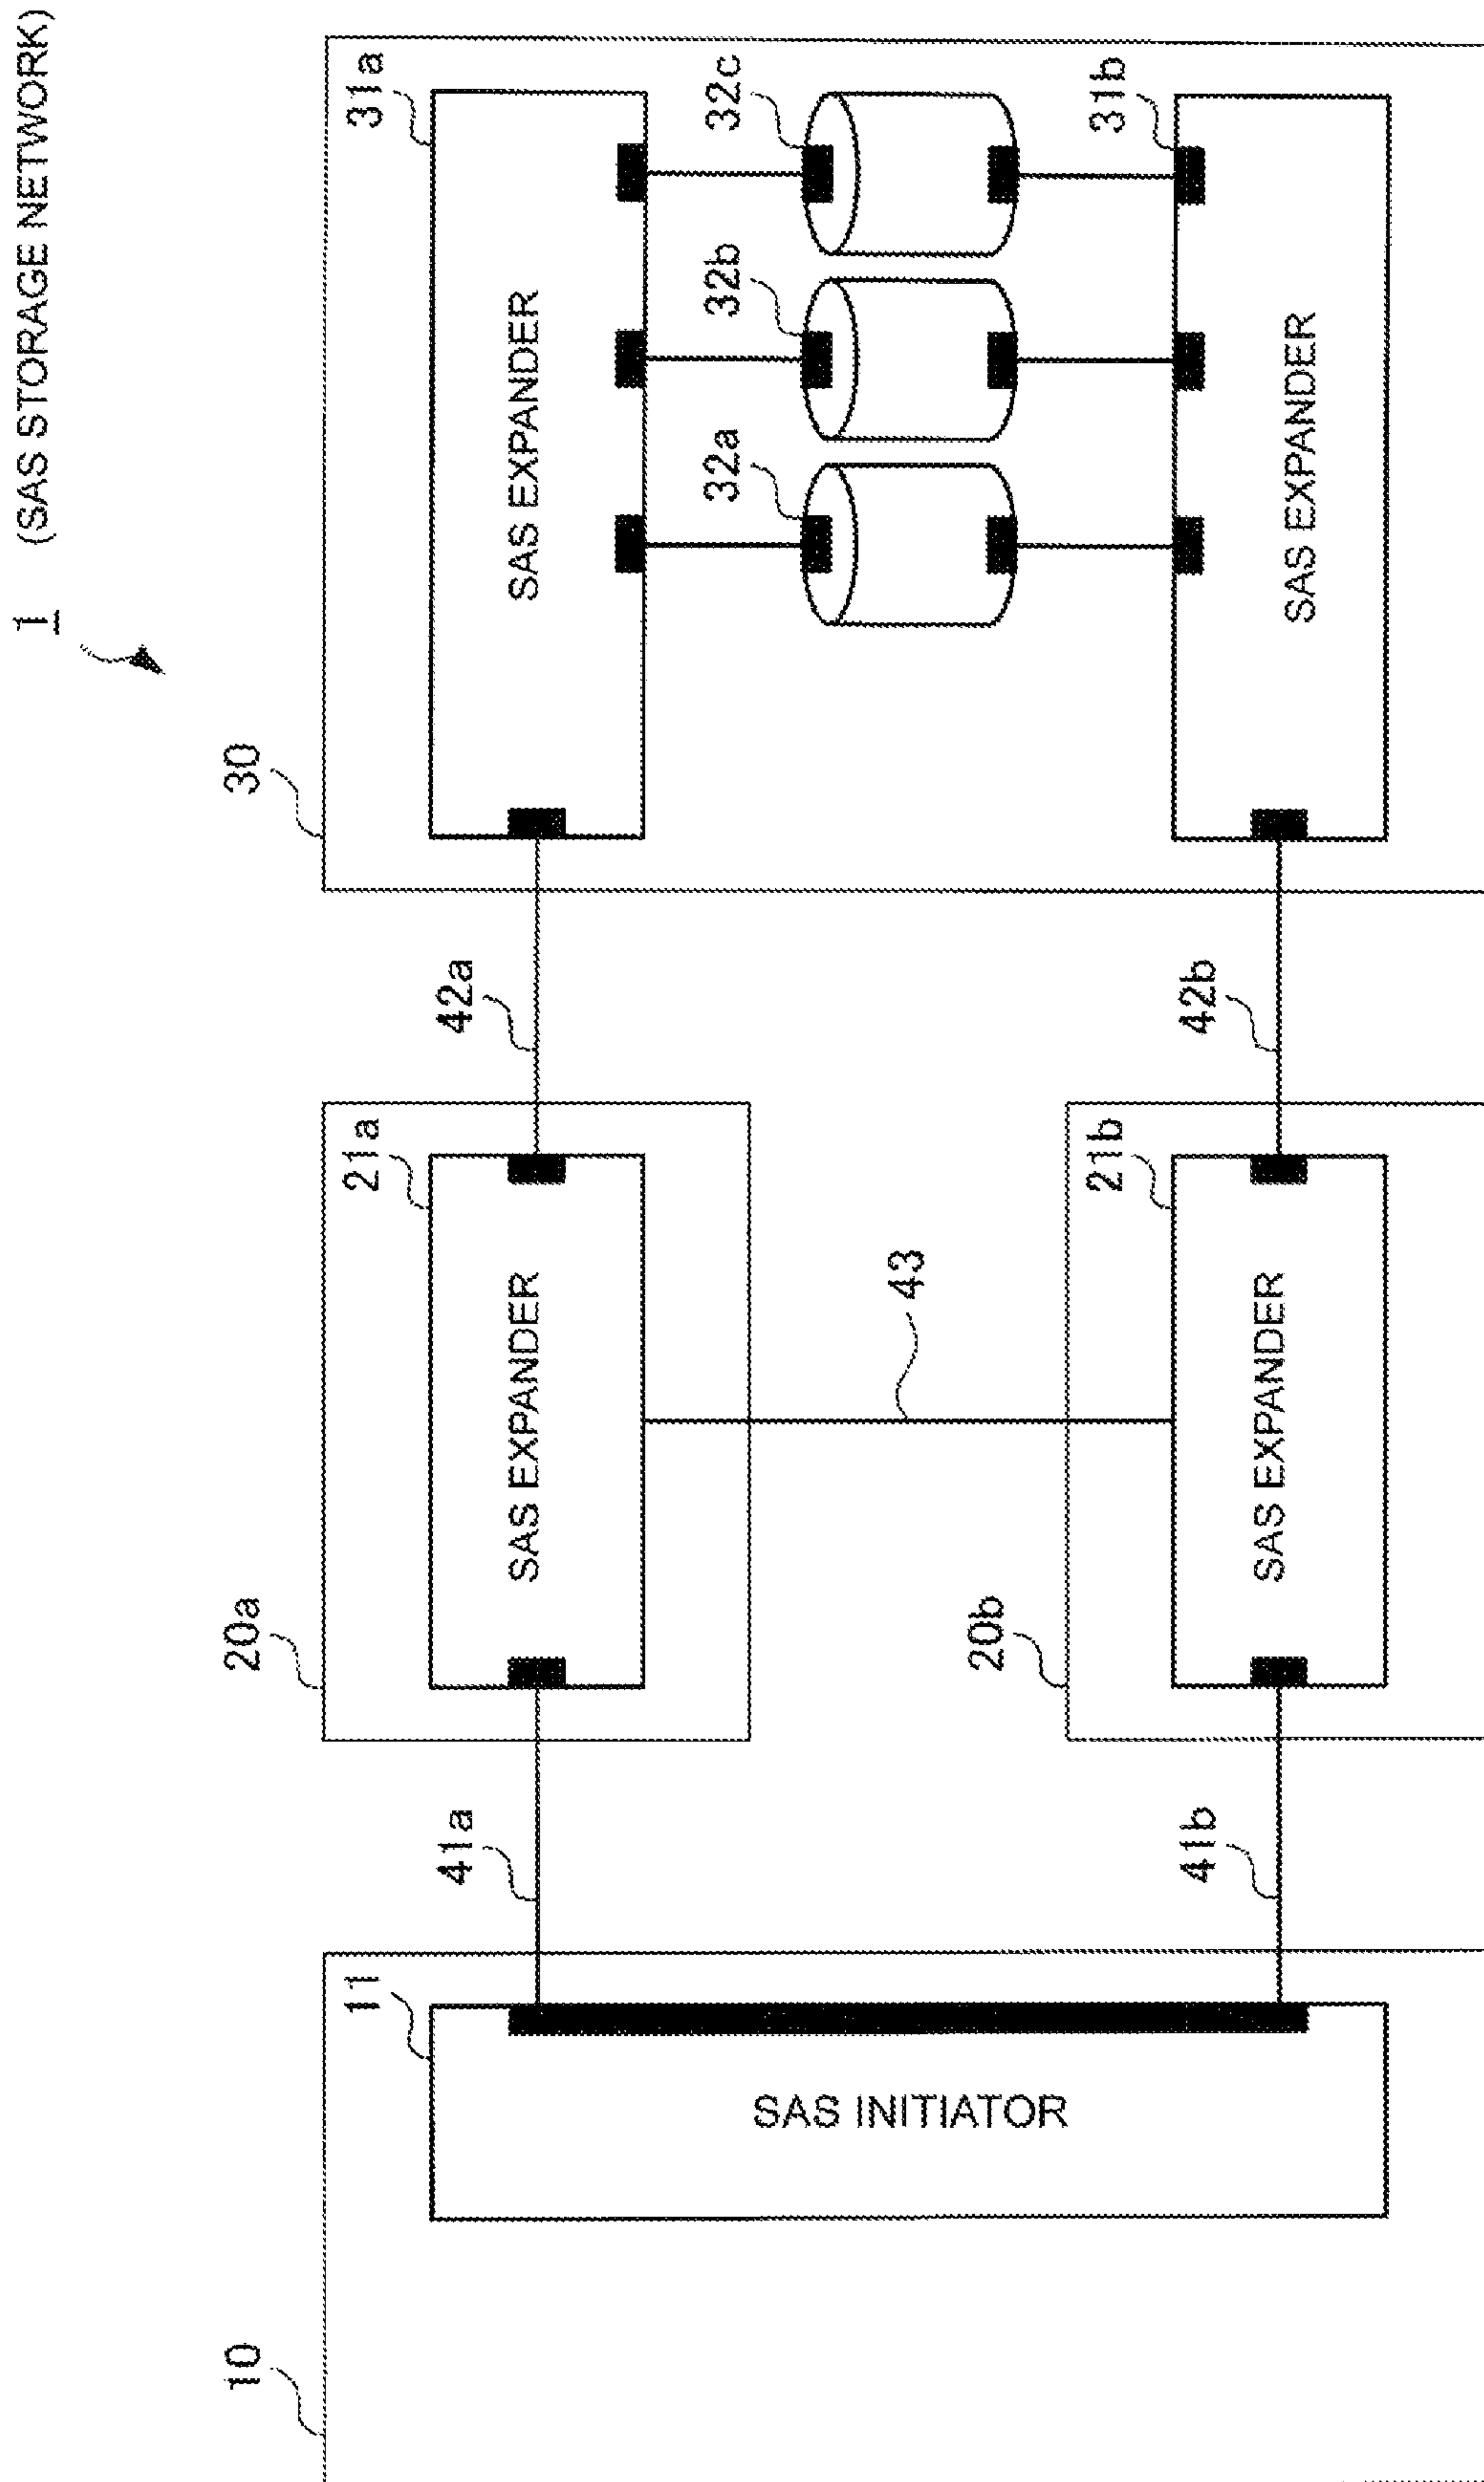 1 (SAS STORAGE NETWORK)
10
11
SAS INITIATOR
41a
41b
20a
21a
SAS EXPANDER
43
20b
21b
SAS EXPANDER
42a
42b
30
31a
SAS EXPANDER
32a
32b
32c
31b
SAS EXPANDER